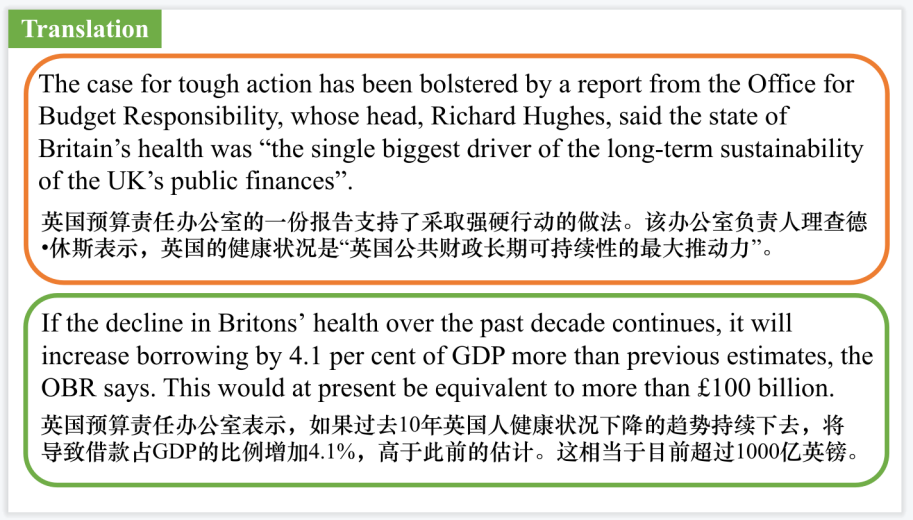 Translation
The case for tough action has been bolstered by a report from the Office for
Budget Responsibility, whose head, Richard Hughes, said the state of
Britain’s health was “the single biggest driver of the long-term sustainability
of the UK’s public finances”.
英国预算责任办公室的一份报告支持了采取强硬行动的做法。该办公室负责人理查德
•休斯表示，英国的健康状况是“英国公共财政长期可持续性的最大推动力”。
If the decline in Britons’ health over the past decade continues, it will
increase borrowing by 4.1 per cent of GDP more than previous estimates, the
OBR says. This would at present be equivalent to more than £100 billion.
英国预算责任办公室表示，如果过去10年英国人健康状况下降的趋势持续下去，将
导致借款占GDP的比例增加4.1%，高于此前的估计。这相当于目前超过1000亿英镑。